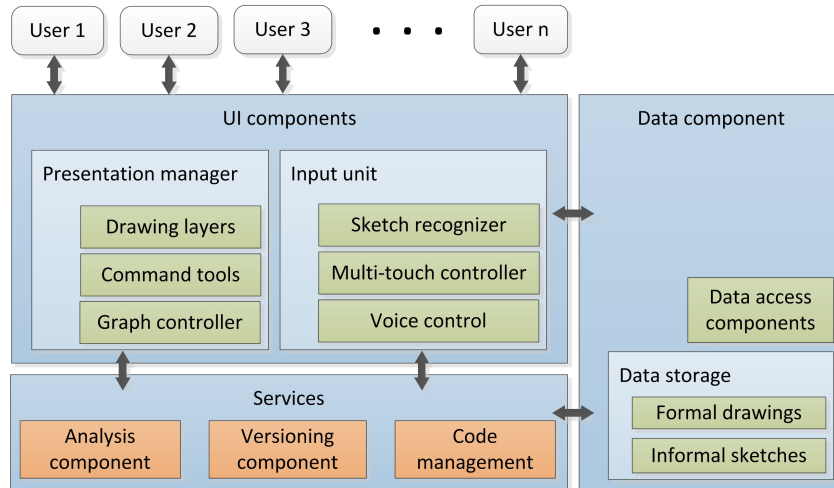 User 1
User 2
User 3
User n
UI components
Data component
Presentation manager
Input unit
Drawing layers
Command tools
Graph controller
Sketch recognizer
Multi-touch controller
Voice control
Data access
components
Data storage
Formal drawings
Informal sketches
Services
Analysis
component
Versioning
component
Code
management